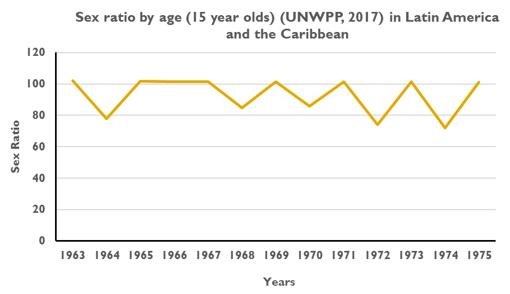 Sex ratio by age (15 year olds) (UNWPP, 2017) in Latin America
and the Caribbean
120
100
80
60
40
20
0
Sex Ratio
1963 1964 1965 1966 1967 1968 1969 1970 1971 1972 1973 1974 1975
Years